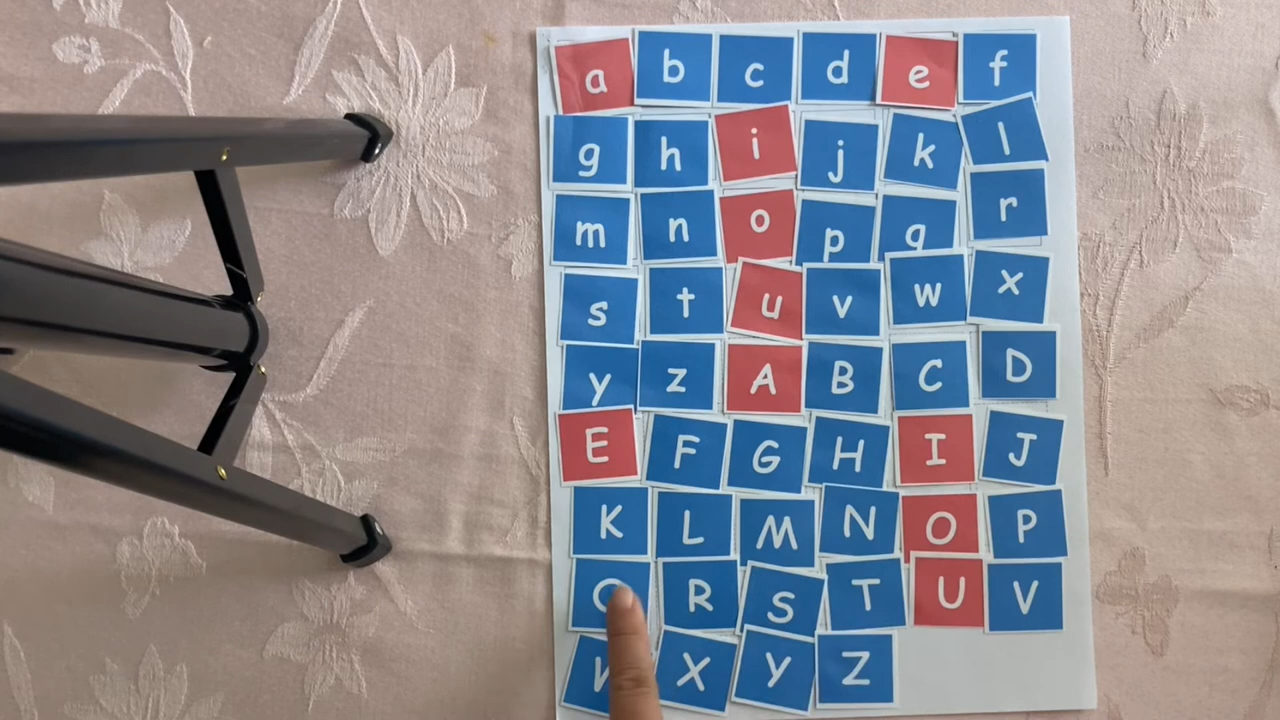 a b c d e f
g h i j k l
m n o p q r
s t u v w x
y z A B C D
E F G H I J
K L M N O P
R S T U V
X Y Z